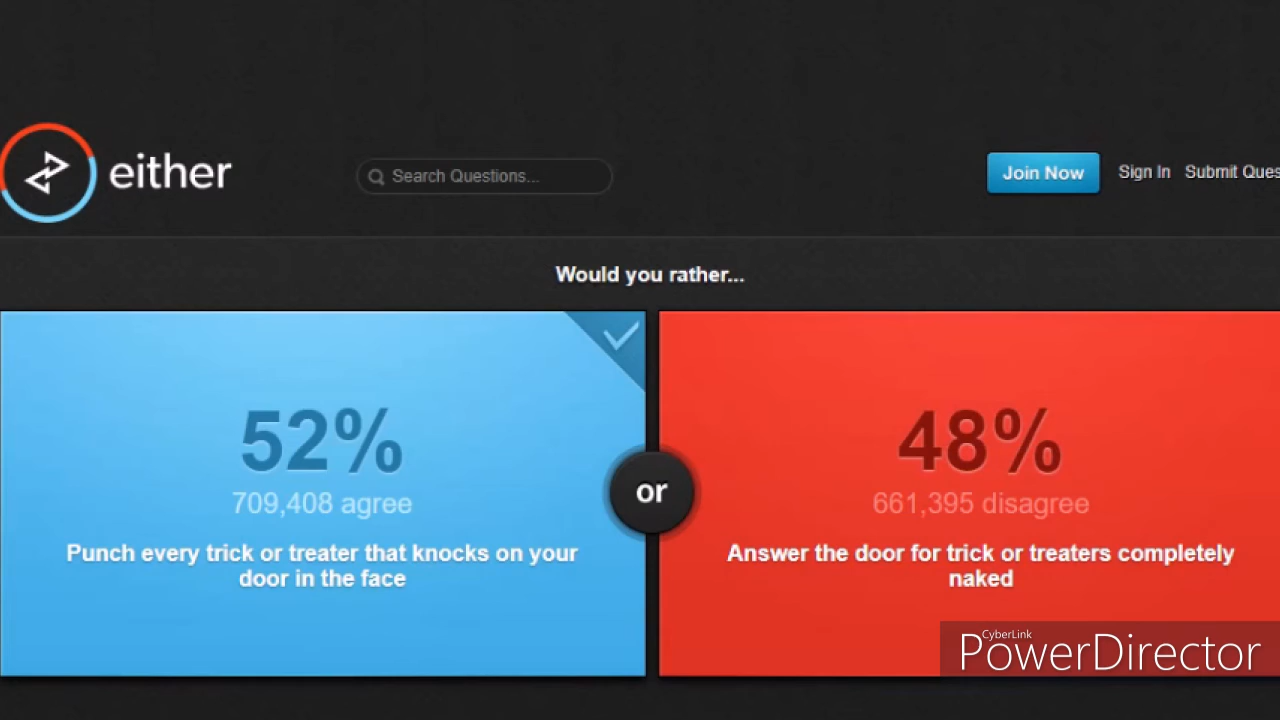 either
Search Questions...
Join Now
Sign In
Submit Ques
Would you rather...
52%
709,408 agree
Punch every trick or treater that knocks on your
door in the face
or
48%
661,395 disagree
Answer the door for trick or treaters completely
naked
CyberLink
PowerDirector